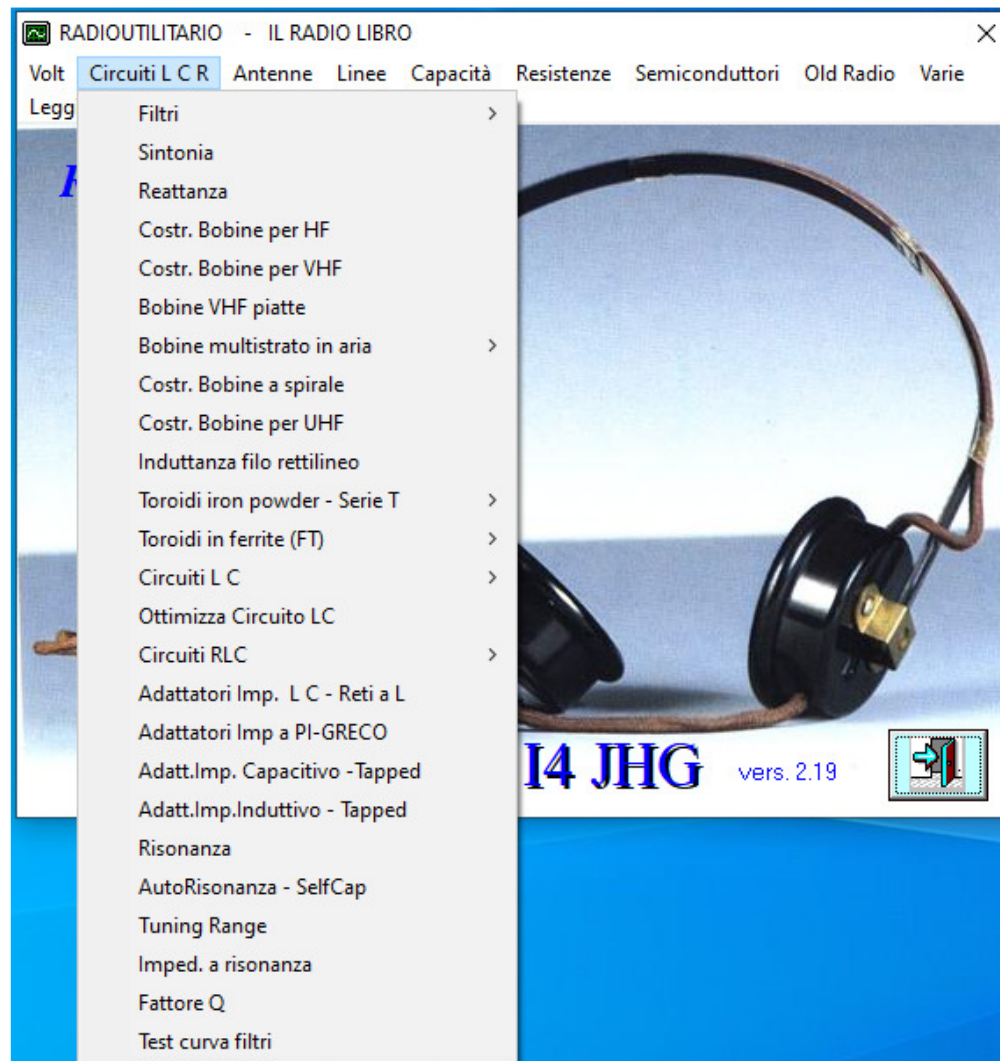 RADIOUTILITARIO - IL RADIO LIBRO
Volt Circuiti L C R Antenne Linee Capacità Resistenze Semiconduttori Old Radio Varie
Legg
Filtri
Sintonia
Reattanza
Costr. Bobine per HF
Costr. Bobine per VHF
Bobine VHF piatte
Bobine multistrato in aria
Costr. Bobine a spirale
Costr. Bobine per UHF
Induttanza filo rettilineo
Toroidi iron powder - Serie T
Toroidi in ferrite (FT)
Circuiti L C
Ottimizza Circuito LC
Circuiti RLC
Adattatori Imp. L C - Reti a L
Adattatori Imp a PI-GRECO
Adatt.Imp. Capacitivo -Tapped
Adatt.Imp.Induttivo - Tapped
Risonanza
AutoRisonanza - SelfCap
Tuning Range
Imped. a risonanza
Fattore Q
Test curva filtri
I4 JHG vers. 2.19